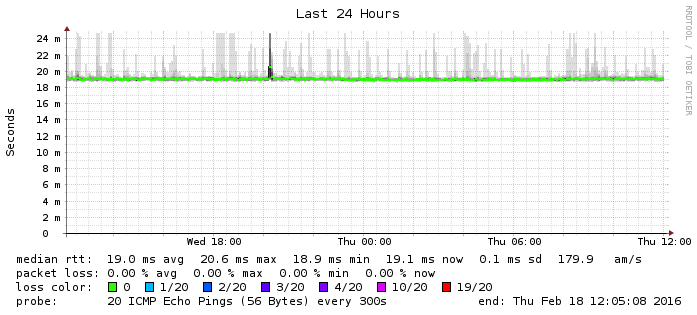 Last 24 Hours
RRDTOOL / TOBI OETIKER
Seconds
24 m
22 m
20 m
18 m
16 m
14 m
12 m
10 m
8 m
6 m
4 m
2 m
0
Wed 18:00 Thu 00:00 Thu 06:00 Thu 12:00
median rtt: 19.0 ms avg 20.6 ms max 18.9 ms min 19.1 ms now 0.1 ms sd 179.9 am/s
packet loss: 0.00 % avg 0.00 % max 0.00 % min 0.00 % now
loss color: 0 1/20 2/20 3/20 4/20 10/20 19/20
probe: 20 ICMP Echo Pings (56 Bytes) every 300s end: Thu Feb 18 12:05:08 2016